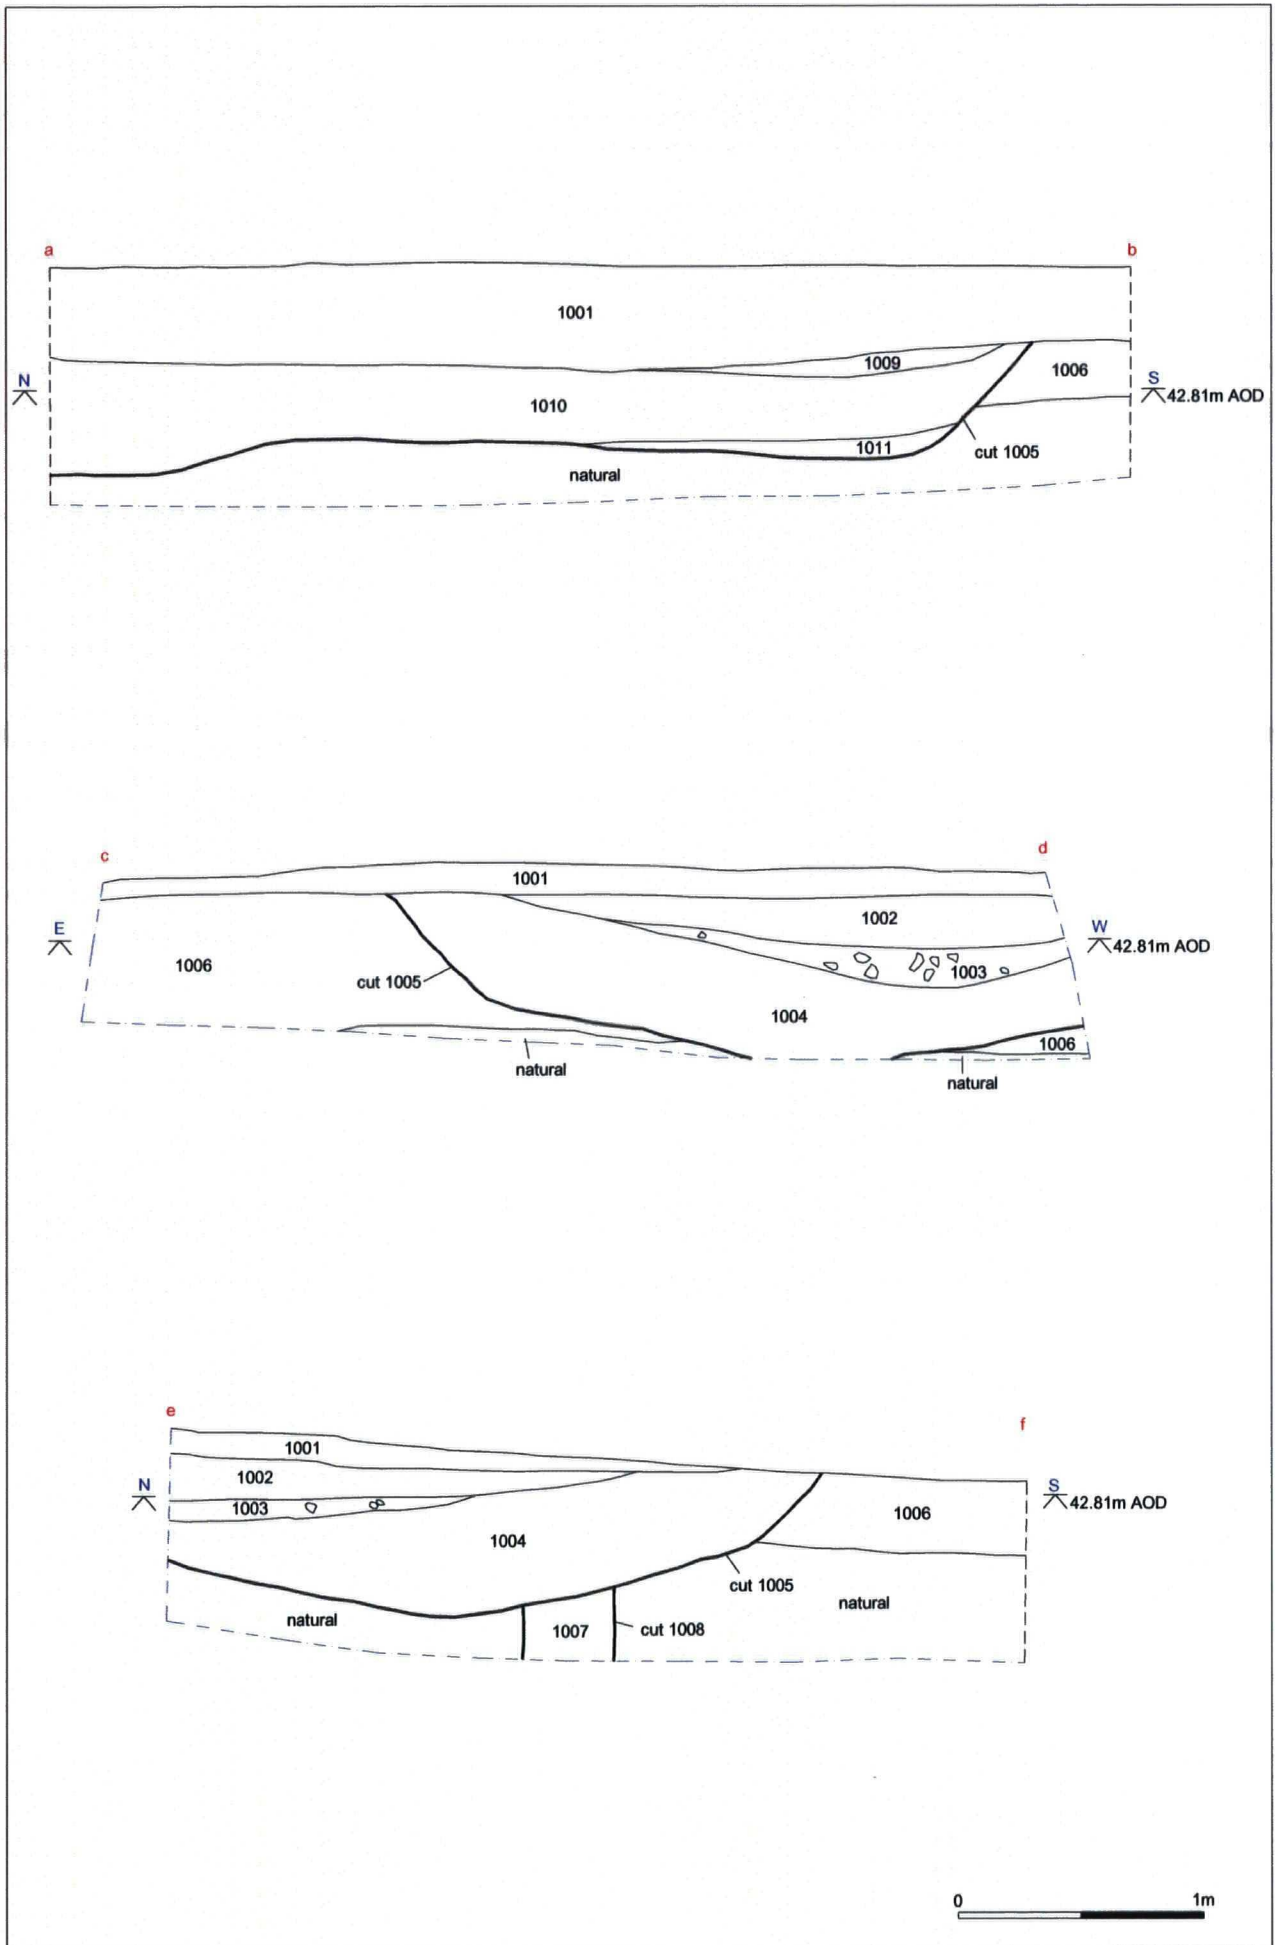 a b
1001
1009
N 1006
1010 S 42.81m AOD
1011 cut 1005
natural
c d
1001
1002
E W 42.81m AOD
1006 1003
cut 1005
1004
1006
natural
natural
e f
1001
1002
N S 42.81m AOD
1003
1006
1004
cut 1005
natural
natural
1007 cut 1008
0 1m